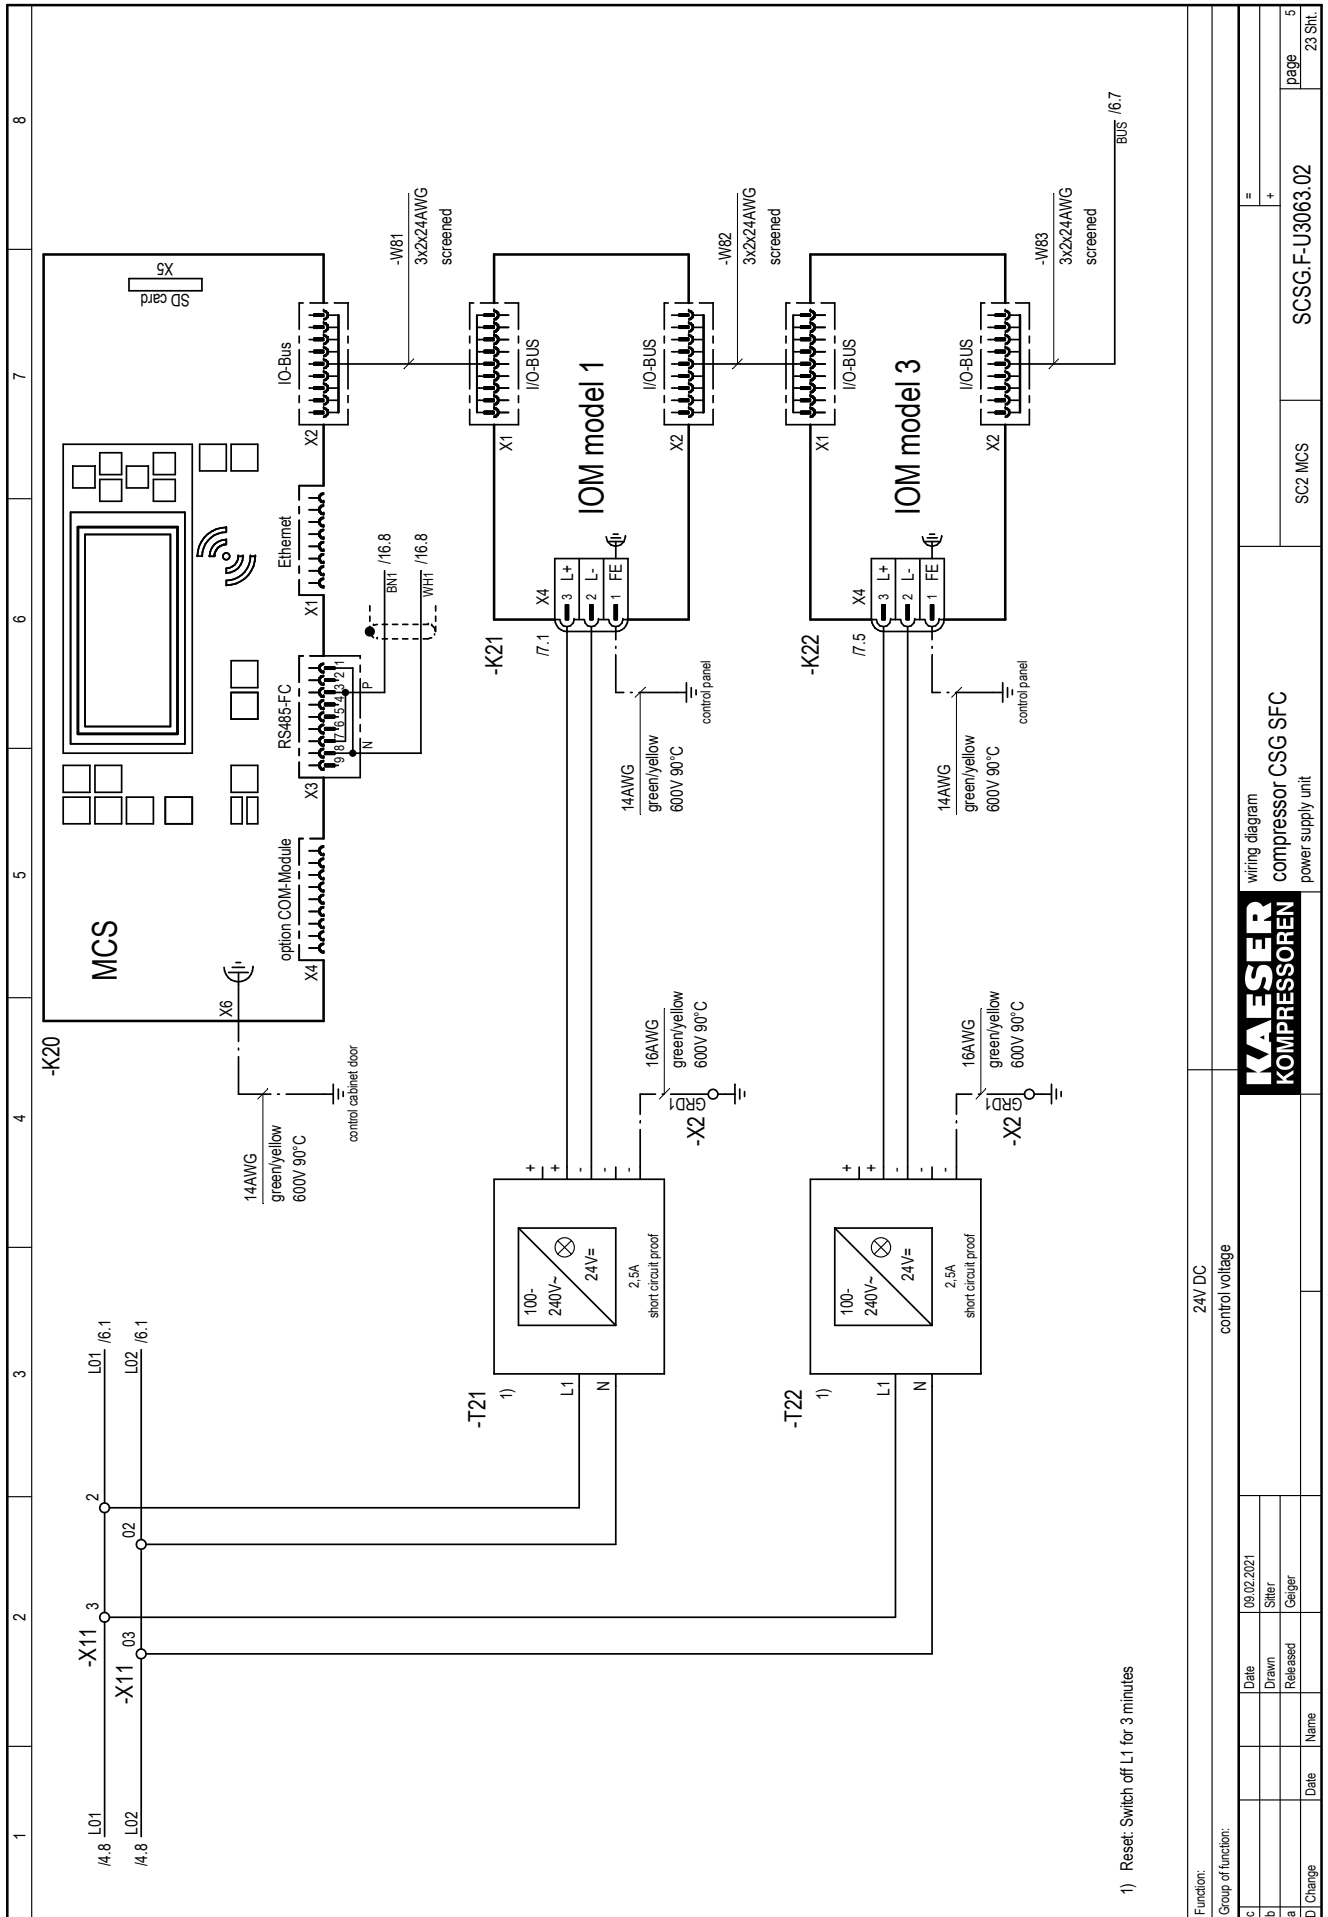 1
2
3
4
5
6
7
8
/4.8 L01
/4.8 L02
-X11
3
-X11
03
2
02
L01 /6.1
L02 /6.1
-K20
MCS
X6
14AWG
green/yellow
600V 90°C
control cabinet door
option COM-Module
X4
RS485-FC
X3
9
8
7
6
5
4
3
2
1
N
P
BN1
/16.8
WH1
/16.8
Ethernet
X1
IO-Bus
X2
SD card
X5
-W81
3x2x24AWG
screened
-T21
1)
L1
N
100-
240V~
24V=
2,5A
short circuit proof
+
+
-
-
-
16AWG
green/yellow
600V 90°C
GRD1
-X2
14AWG
green/yellow
600V 90°C
control panel
-K21
/7.1
X4
3 L+
2 L-
1 FE
IOM model 1
X1
I/O-BUS
X2
I/O-BUS
-W82
3x2x24AWG
screened
-T22
1)
L1
N
100-
240V~
24V=
2,5A
short circuit proof
+
+
-
-
-
16AWG
green/yellow
600V 90°C
GRD1
-X2
14AWG
green/yellow
600V 90°C
control panel
-K22
/7.5
X4
3 L+
2 L-
1 FE
IOM model 3
X1
I/O-BUS
X2
I/O-BUS
-W83
3x2x24AWG
screened
BUS /6.7
1) Reset: Switch off L1 for 3 minutes
Function:
24V DC
Group of function:
control voltage
c
b
a
D Change
Date
Name
Date
09.02.2021
Drawn
Sitter
Released
Geiger
KAESER
KOMPRESSOREN
wiring diagram
compressor CSG SFC
power supply unit
SC2 MCS
=
+
SCSG.F-U3063.02
page 5
23 Sht.